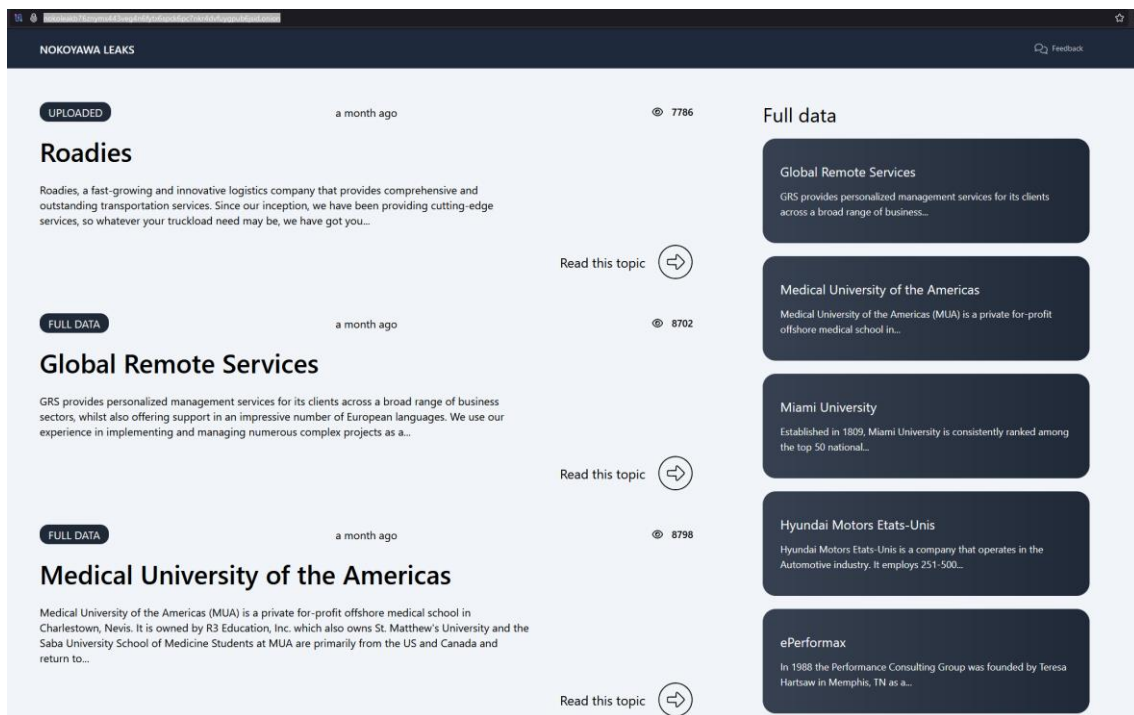 NOKOYAWA LEAKS
Feedback
UPLOADED
a month ago
7786
Roadies
Roadies, a fast-growing and innovative logistics company that provides comprehensive and
outstanding transportation services. Since our inception, we have been providing cutting-edge
services, so whatever your truckload need may be, we have got you...
Read this topic
FULL DATA
a month ago
8702
Global Remote Services
GRS provides personalized management services for its clients across a broad range of business
sectors, whilst also offering support in an impressive number of European languages. We use our
experience in implementing and managing numerous complex projects as a...
Read this topic
FULL DATA
a month ago
8798
Medical University of the Americas
Medical University of the Americas (MUA) is a private for-profit offshore medical school in
Charlestown, Nevis. It is owned by R3 Education, Inc. which also owns St. Matthew's University and the
Saba University School of Medicine Students at MUA are primarily from the US and Canada and
return to...
Read this topic
Full data
Global Remote Services
GRS provides personalized management services for its clients
across a broad range of business...
Medical University of the Americas
Medical University of the Americas (MUA) is a private for-profit
offshore medical school in...
Miami University
Established in 1809, Miami University is consistently ranked among
the top 50 national...
Hyundai Motors Etats-Unis
Hyundai Motors Etats-Unis is a company that operates in the
Automotive industry. It employs 251-500...
ePerformax
In 1988 the Performance Consulting Group was founded by Teresa
Hartsaw in Memphis, TN as a...